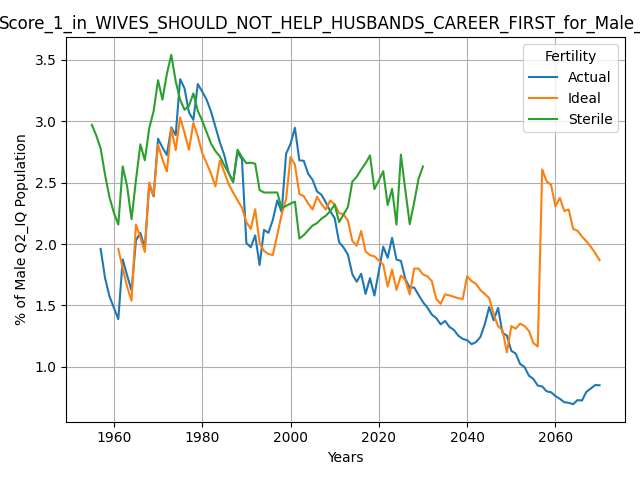 Score_1_in_WIVES_SHOULD_NOT_HELP_HUSBANDS_CAREER_FIRST_for_Male_
Fertility
Actual
Ideal
Sterile
% of Male Q2_IQ Population
3.5
3.0
2.5
2.0
1.5
1.0
1960 1980 2000 2020 2040 2060
Years